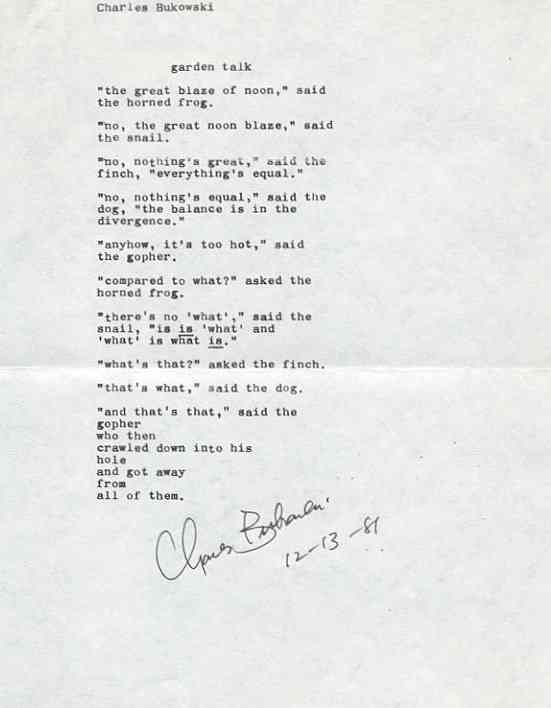 Charles Bukowski
garden talk
"the great blaze of noon," said
the horned frog.
"no, the great noon blaze," said
the snail.
"no, nothing's great," said the
finch, "everything's equal."
"no, nothing's equal," said the
dog, "the balance is in the
divergence."
"anyhow, it's too hot," said
the gopher.
"compared to what?" asked the
horned frog.
"there's no 'what'," said the
snail, "is is 'what' and
'what' is what is."
"what's that?" asked the finch.
"that's what," said the dog.
"and that's that," said the
gopher
who then
crawled down into his
hole
and got away
from
all of them.
Charles Bukowski
12-13-81